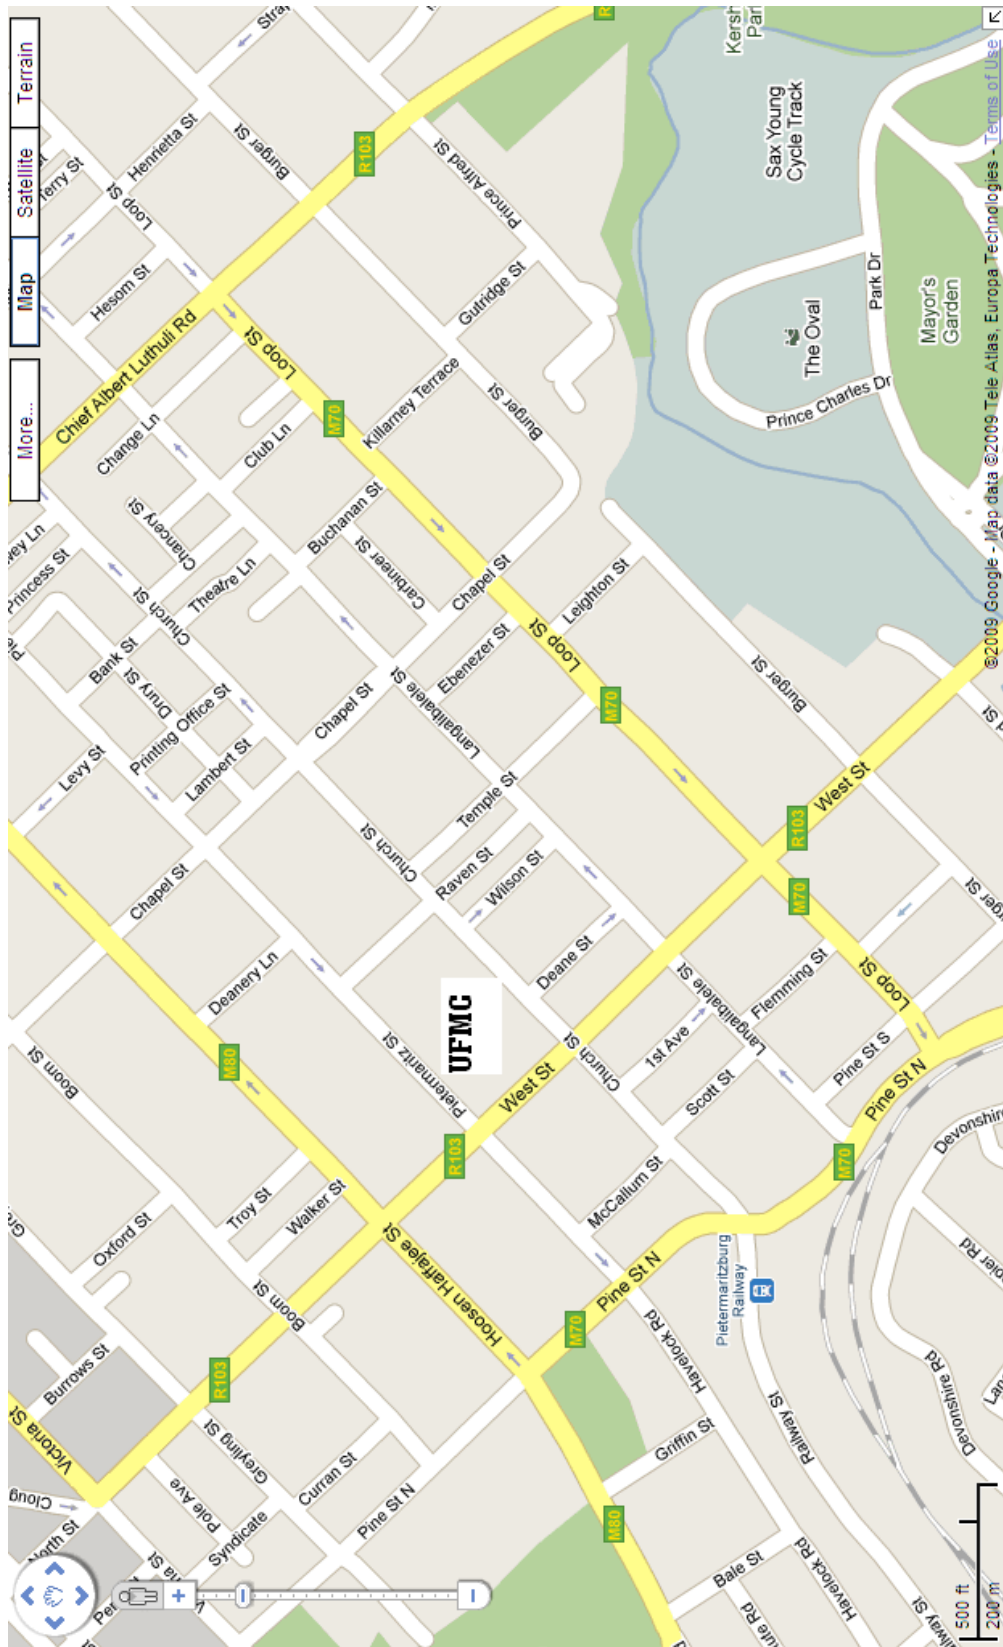 More...
Map
Satellite
Terrain
Chief Albert Luthuli Rd
R103
R103
R103
R103
R103
M70
M70
M70
M70
M70
M80
M80
Henrietta St
Burger St
Loop St
Hesom St
Prince Alfred St
Gutridge St
Killarney Terrace
Burger St
Loop St
Change Ln
Club Ln
Chancery St
Theatre Ln
Buchanan St
Carbineer St
Chapel St
Church St
Princess St
Bank St
Drury St
Printing Office St
Lambert St
Levy St
Chapel St
Langalibalele St
Ebenezer St
Loop St
Leighton St
Temple St
Church St
Raven St
Wilson St
Deane St
Burger St
West St
Chapel St
Deanery Ln
Boom St
Pietermaritz St
UFMG
West St
Church St
1st Ave
Langalibalele St
Flemming St
Scott St
Pine St S
Loop St
Pine St N
McCallum St
Troy St
Walker St
Oxford St
Boom St
Hoosen Haffajee St
Pine St N
Pietermaritzburg
Railway
Havelock Rd
Railway St
Griffin St
Devonshire Rd
Burrows St
Victoria St
Greyling St
Pole Ave
Curran St
Syndicate
Pine St N
North St
Bale St
Havelock Rd
Sax Young
Cycle Track
The Oval
Prince Charles Dr
Park Dr
Mayor's
Garden
500 ft
200 m
©2009 Google - Map data ©2009 Tele Atlas, Europa Technologies - Terms of Use